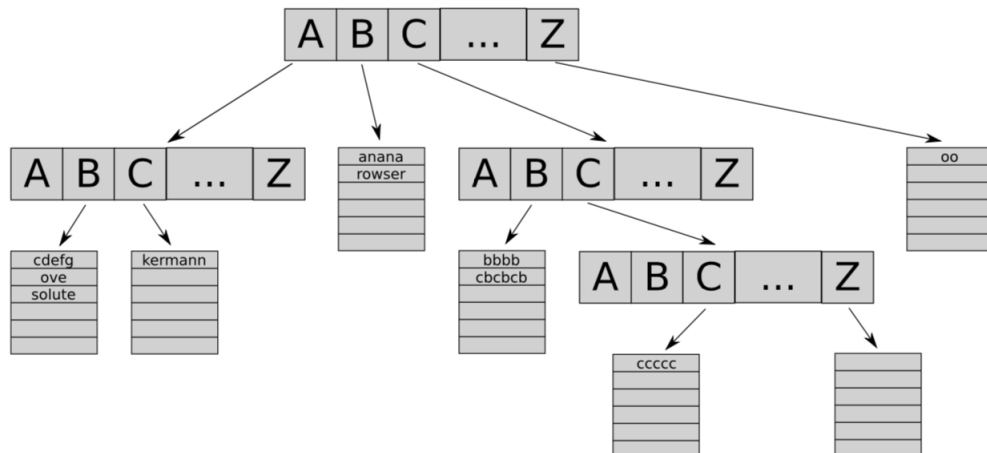 A B C ... Z
A B C ... Z
anana
rowser
A B C ... Z
oo
cdefg
ove
solute
kermann
bbbb
cbcbcb
A B C ... Z
ccccc